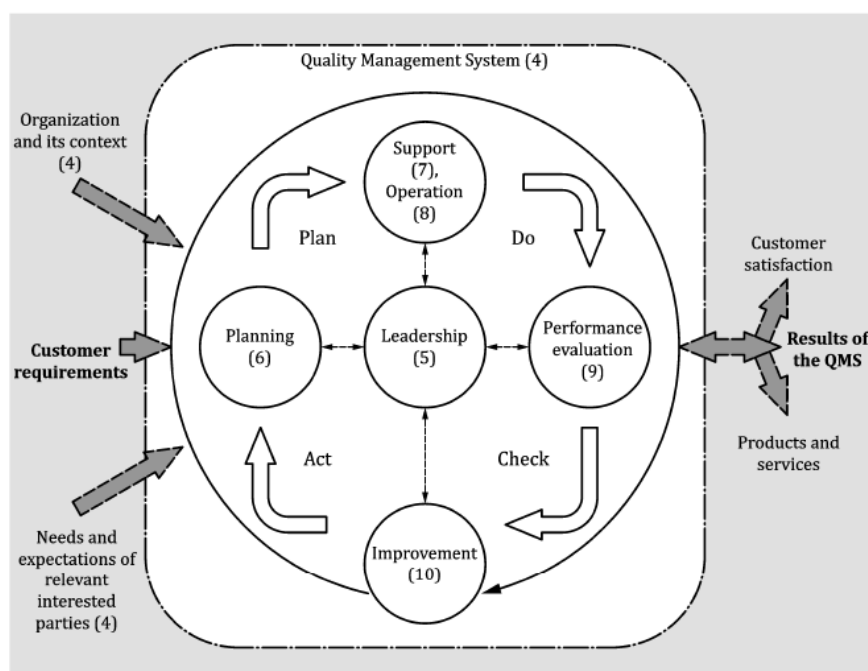 Quality Management System (4)
Organization
and its context
(4)
Support
(7),
Operation
(8)
Plan
Do
Customer
satisfaction
Planning
(6)
Leadership
(5)
Performance
evaluation
(9)
Customer
requirements
Results of
the QMS
Act
Check
Products and
services
Needs and
expectations of
relevant
interested
parties (4)
Improvement
(10)